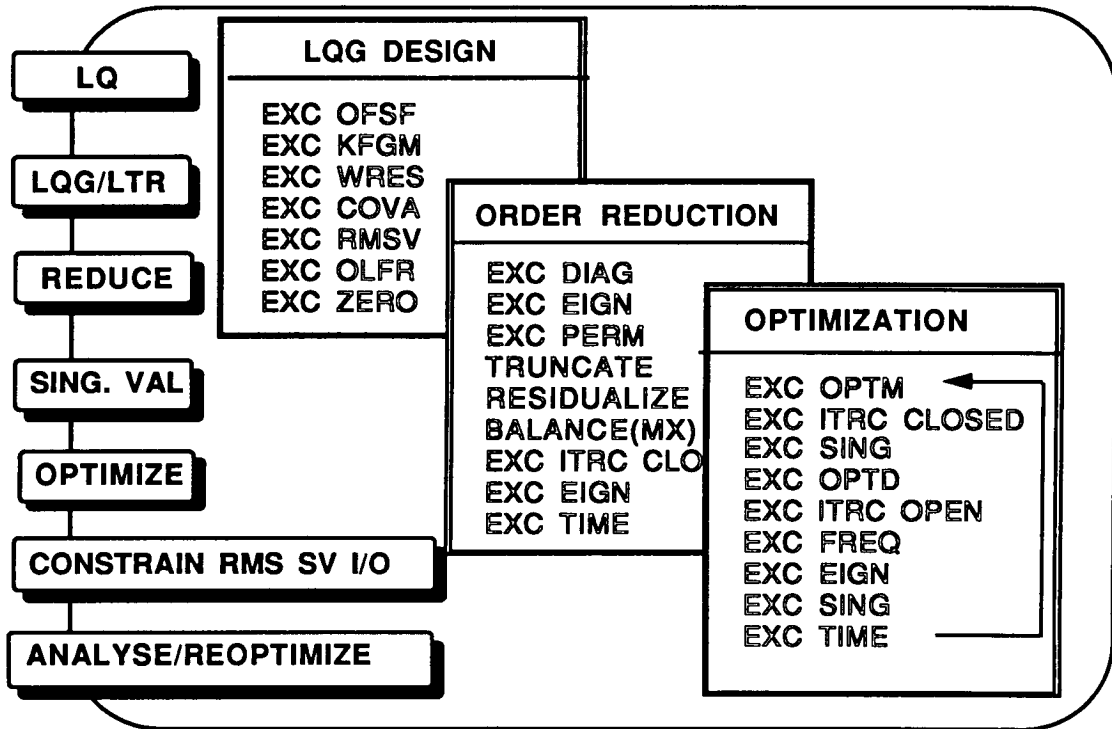 LQ
LQG/LTR
REDUCE
SING. VAL
OPTIMIZE
CONSTRAIN RMS SV I/O
ANALYSE/REOPTIMIZE
LQG DESIGN
EXC OFSF
EXC KFGM
EXC WRES
EXC COVA
EXC RMSV
EXC OLFR
EXC ZERO
ORDER REDUCTION
EXC DIAG
EXC EIGN
EXC PERM
TRUNCATE
RESIDUALIZE
BALANCE(MX)
EXC ITRC CLO
EXC EIGN
EXC TIME
OPTIMIZATION
EXC OPTM
EXC ITRC CLOSED
EXC SING
EXC OPTD
EXC ITRC OPEN
EXC FREQ
EXC EIGN
EXC SING
EXC TIME